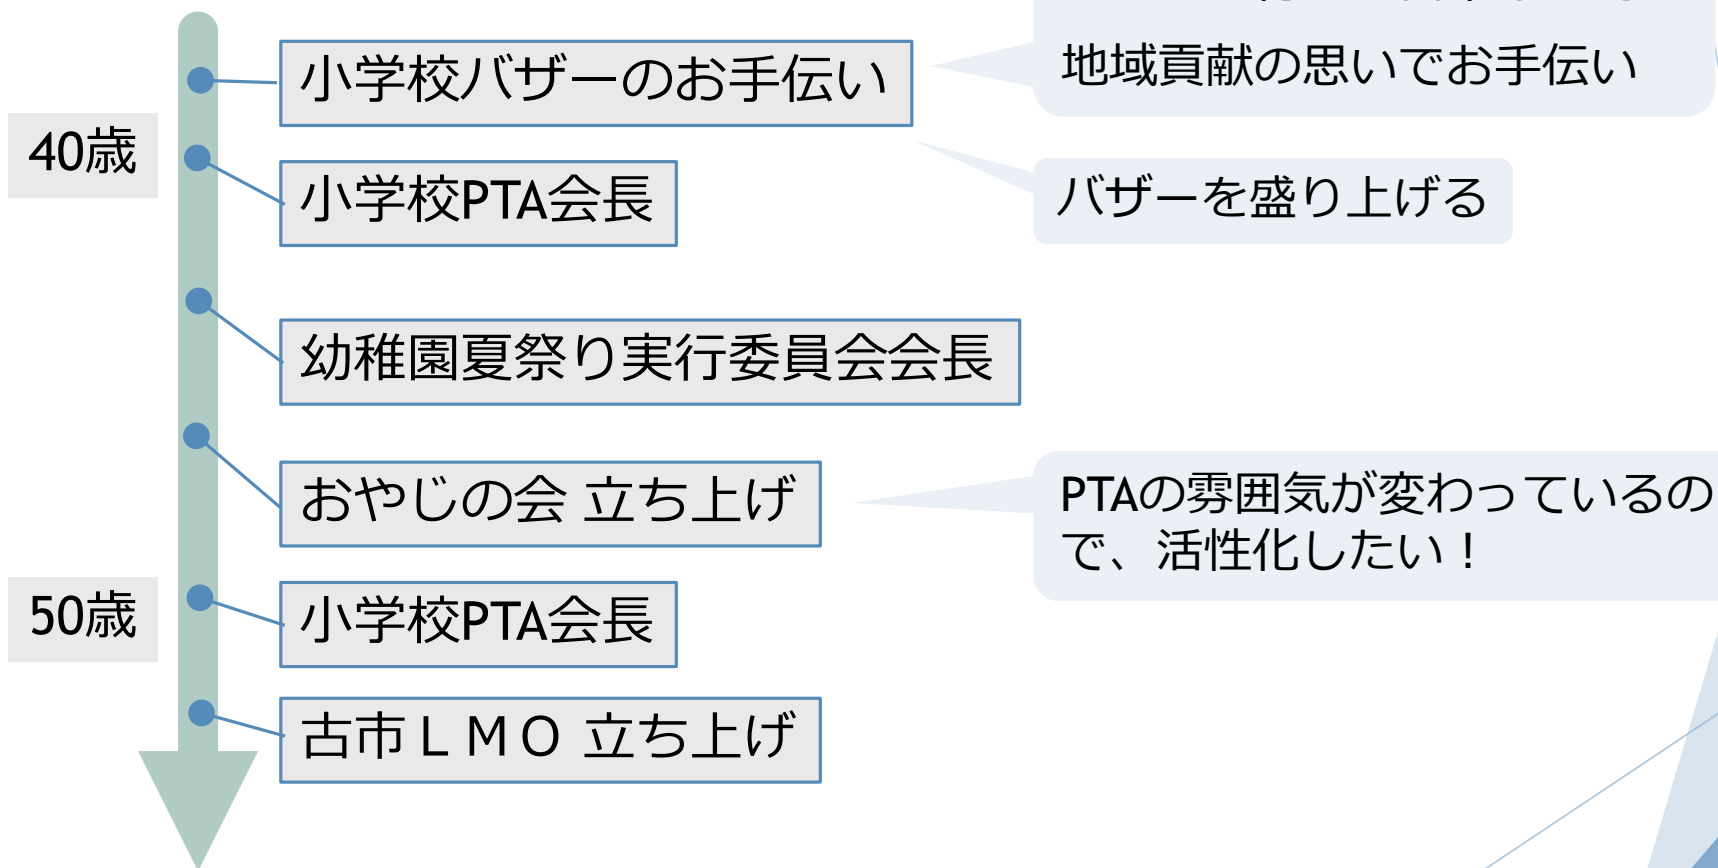 地域貢献の思いでお手伝い
小学校バザーのお手伝い
40歳
小学校PTA会長
バザーを盛り上げる
幼稚園夏祭り実行委員会会長
おやじの会 立ち上げ
PTAの雰囲気が変わっているの
で、活性化したい！
50歳
小学校PTA会長
古市ＬＭＯ 立ち上げ